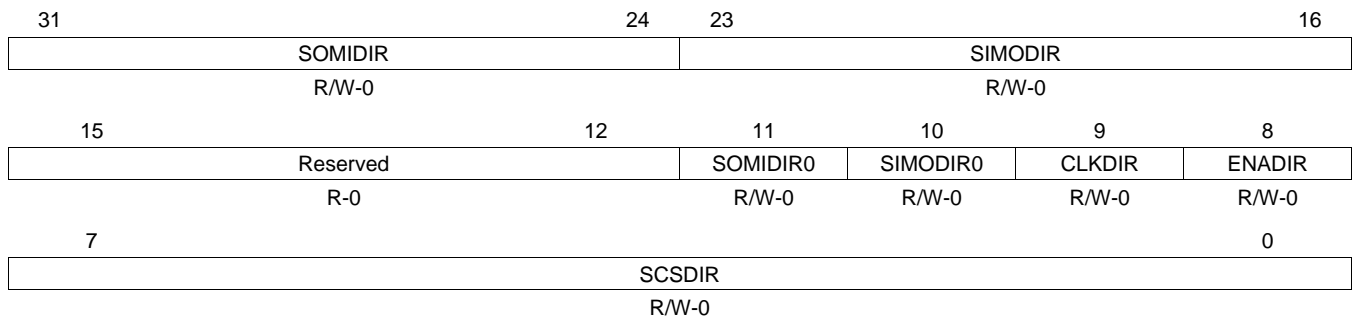 31 24 23 16
SOMIDIR SIMODIR
R/W-0 R/W-0
15 12 11 10 9 8
Reserved SOMIDIR0 SIMODIR0 CLKDIR ENADIR
R-0 R/W-0 R/W-0 R/W-0 R/W-0
7 0
SCSDIR
R/W-0